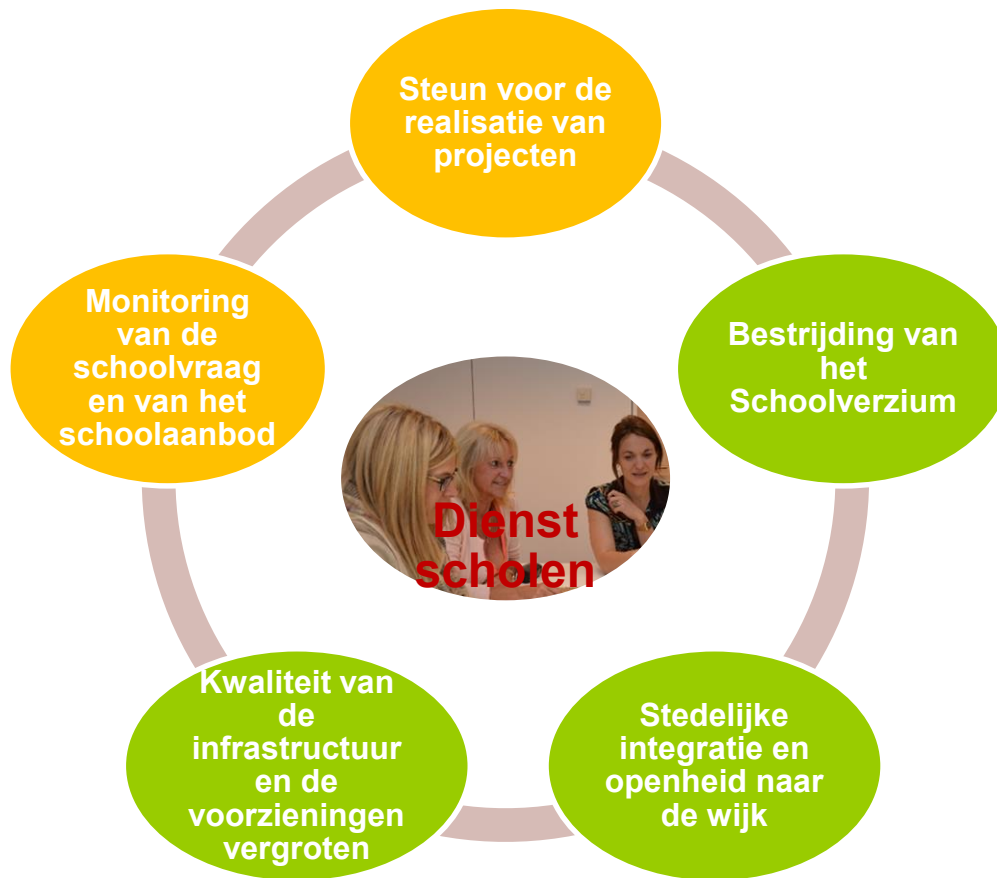 Steun voor de
realisatie van
projecten
Bestrijding van
het
Schoolverzium
Stedelijke
integratie en
openheid naar
de wijk
Kwaliteit van
de
infrastructuur
en de
voorzieningen
vergroten
Monitoring
van de
schoolvraag
en van het
schoolaanbod
Dienst
scholen